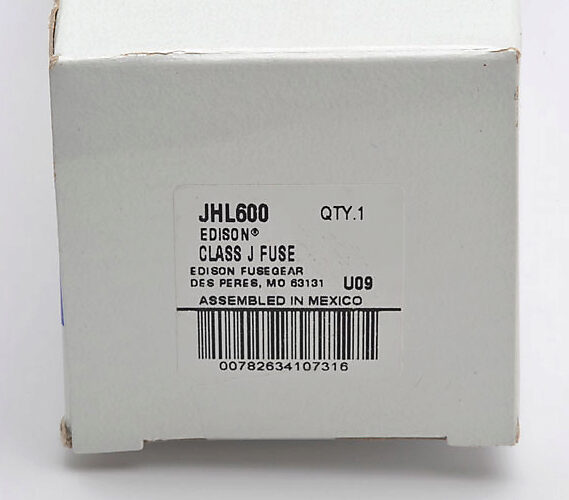 JHL600 QTY.1
EDISON®
CLASS J FUSE
EDISON FUSEGEAR
DES PERES, MO 63131 U09
ASSEMBLED IN MEXICO
00782634107316